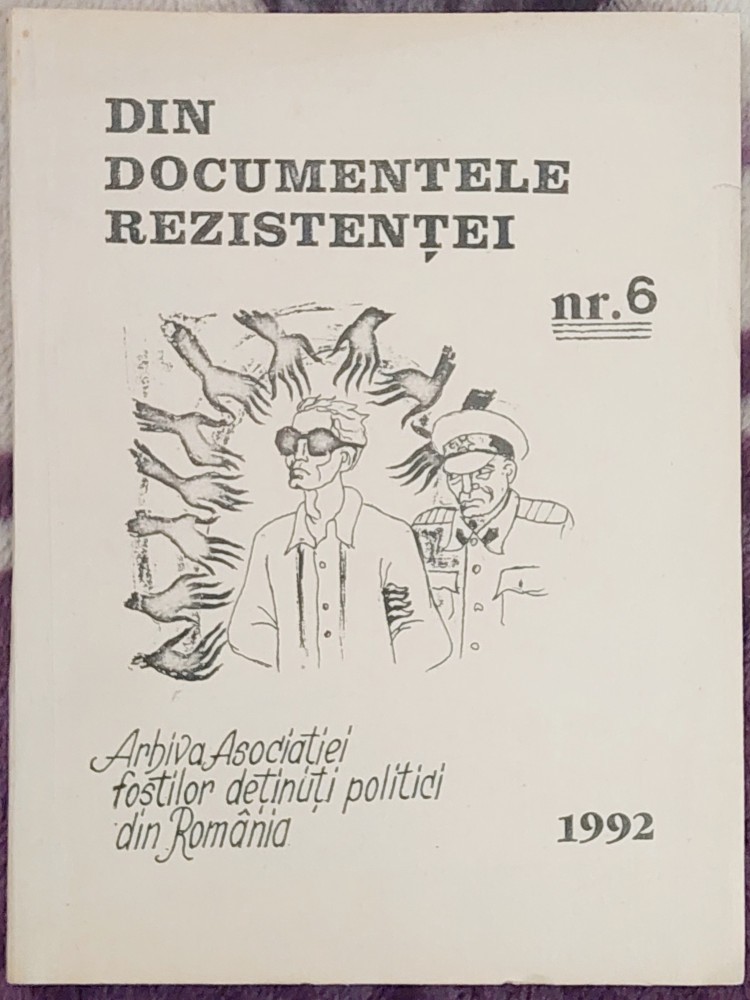 DIN
DOCUMENTELE
REZISTENȚEI
nr. 6
Arhiva Asociației
foștilor deținuți politici
din România
1992